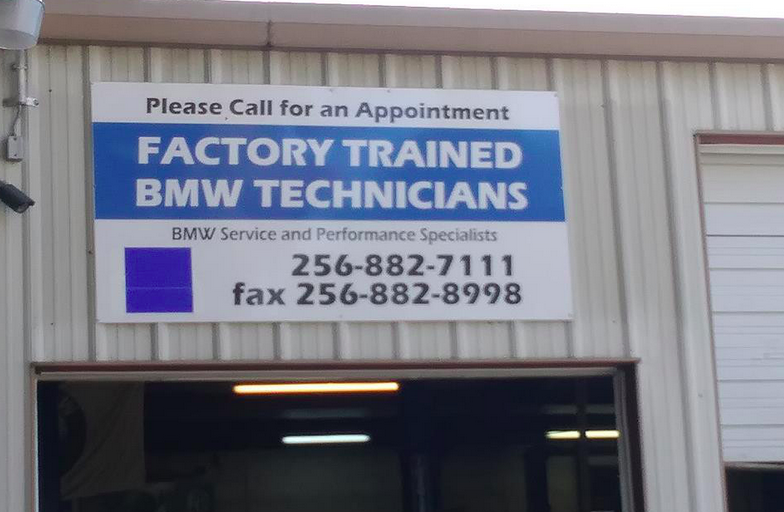 Please Call for an Appointment
FACTORY TRAINED
BMW TECHNICIANS
BMW Service and Performance Specialists
256-882-7111
fax 256-882-8998